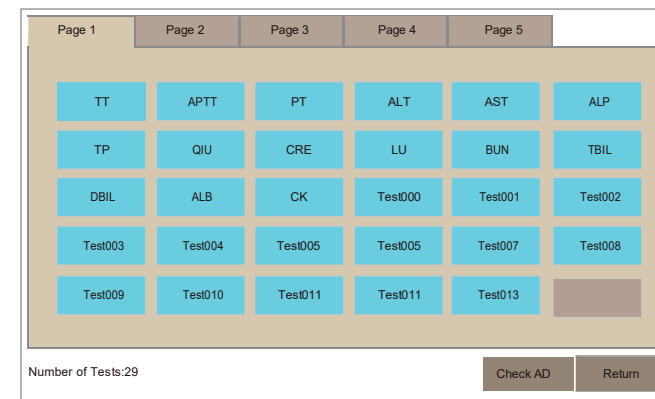 Page 1 Page 2 Page 3 Page 4 Page 5
TT APTT PT ALT AST ALP
TP QIU CRE LU BUN TBIL
DBIL ALB CK Test000 Test001 Test002
Test003 Test004 Test005 Test005 Test007 Test008
Test009 Test010 Test011 Test011 Test013
Number of Tests:29 Check AD Return